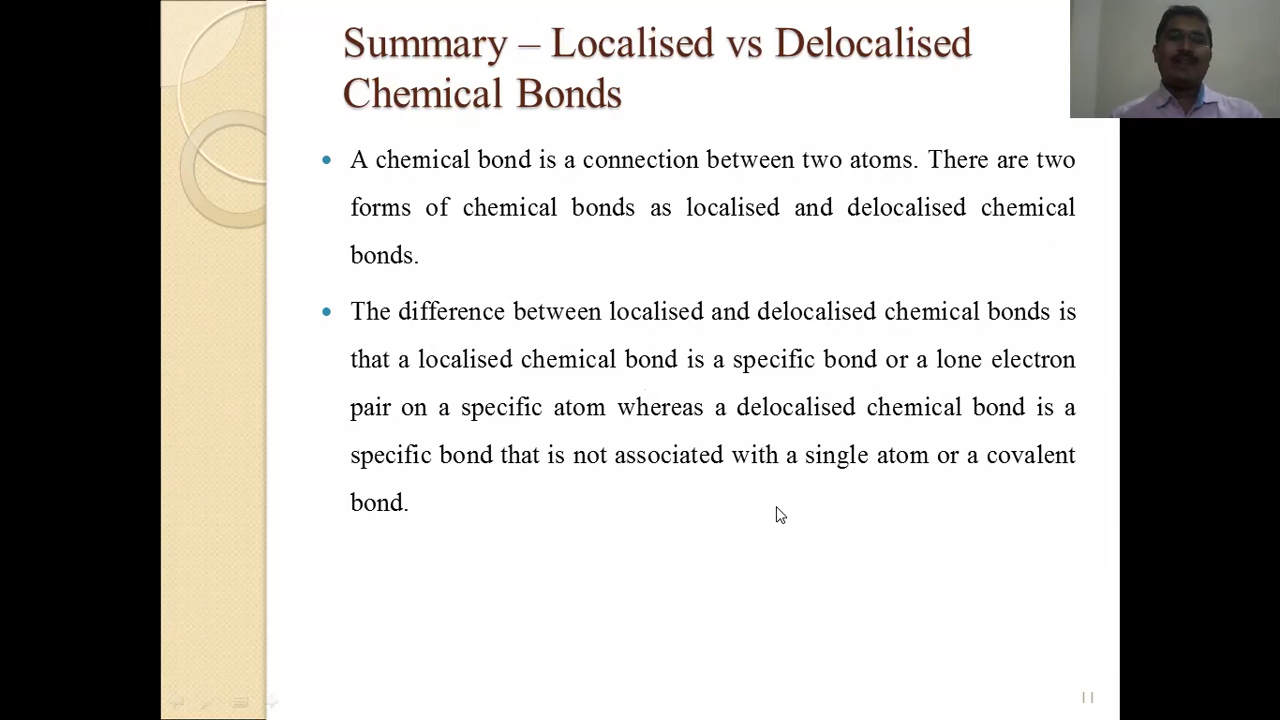 Summary – Localised vs Delocalised
Chemical Bonds
• A chemical bond is a connection between two atoms. There are two
forms of chemical bonds as localised and delocalised chemical
bonds.
• The difference between localised and delocalised chemical bonds is
that a localised chemical bond is a specific bond or a lone electron
pair on a specific atom whereas a delocalised chemical bond is a
specific bond that is not associated with a single atom or a covalent
bond.
11